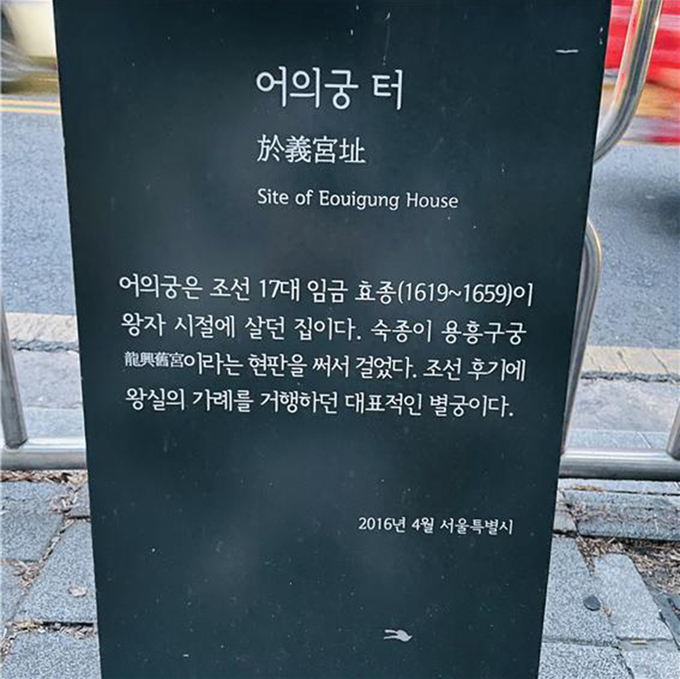 어의궁 터
於義宮址
Site of Eouigung House
어의궁은 조선 17대 임금 효종(1619~1659)이
왕자 시절에 살던 집이다. 숙종이 용흥구궁
龍興舊宮이라는 현판을 써서 걸었다. 조선 후기에
왕실의 가례를 거행하던 대표적인 별궁이다.
2016년 4월 서울특별시